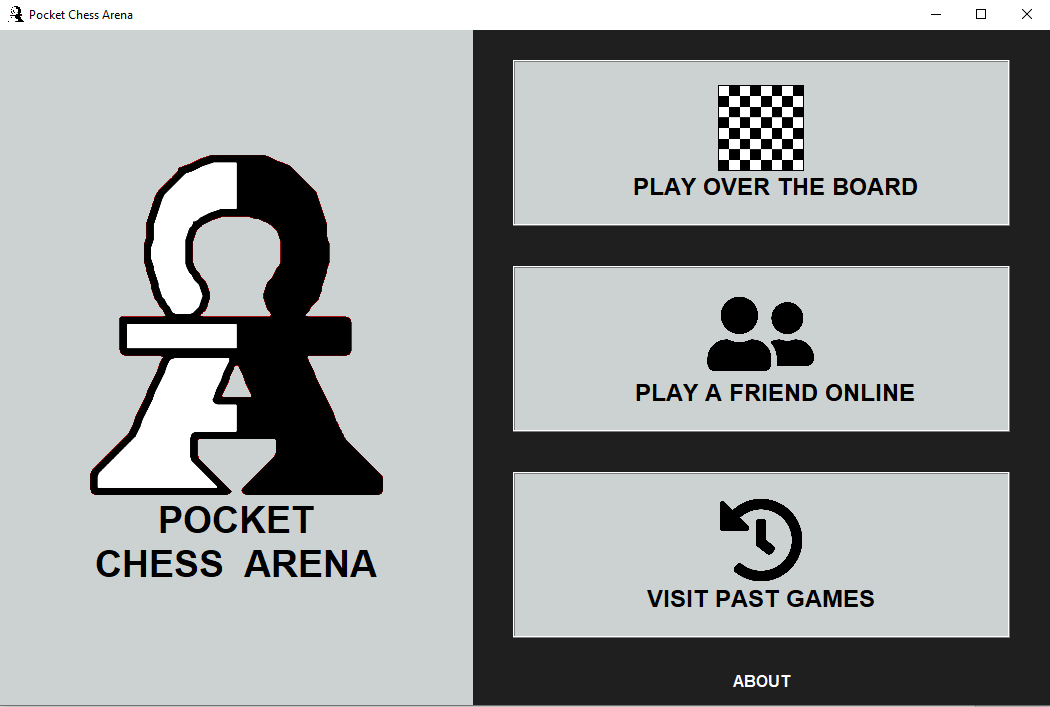 Pocket Chess Arena
POCKET
CHESS ARENA
PLAY OVER THE BOARD
PLAY A FRIEND ONLINE
VISIT PAST GAMES
ABOUT